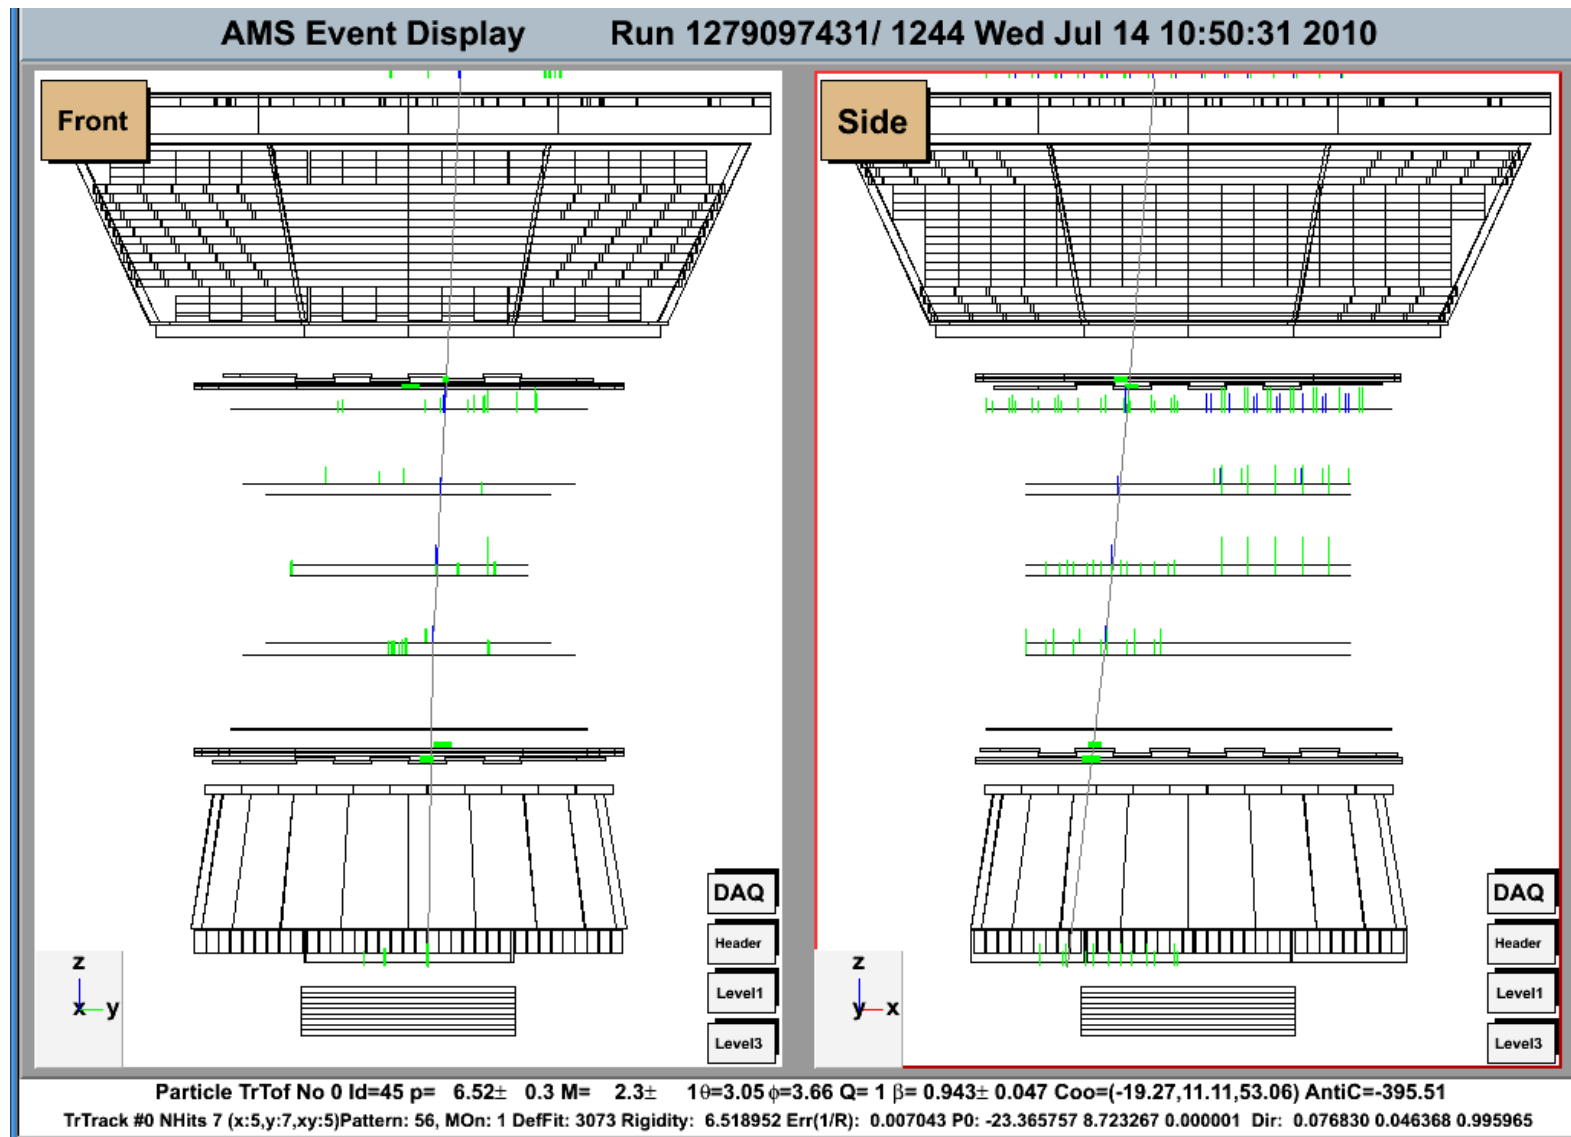 AMS Event Display Run 1279097431/ 1244 Wed Jul 14 10:50:31 2010
Front
Side
DAQ
Header
Level1
Level3
z
x y
DAQ
Header
Level1
Level3
z
y x
Particle TrTof No 0 Id=45 p= 6.52± 0.3 M= 2.3± 1θ=3.05 φ=3.66 Q= 1 β= 0.943± 0.047 Coo=(-19.27,11.11,53.06) AntiC=-395.51
TrTrack #0 NHits 7 (x:5,y:7,xy:5)Pattern: 56, MOn: 1 DefFit: 3073 Rigidity: 6.518952 Err(1/R): 0.007043 P0: -23.365757 8.723267 0.000001 Dir: 0.076830 0.046368 0.995965